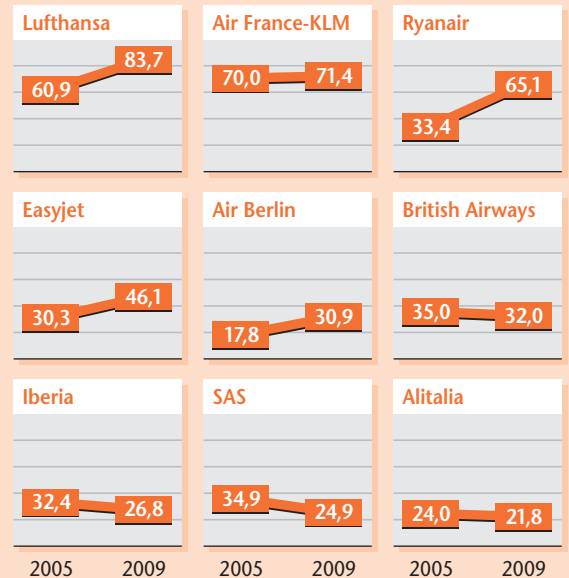 Lufthansa
60,9
83,7
Air France-KLM
70,0
71,4
Ryanair
33,4
65,1
Easyjet
30,3
46,1
Air Berlin
17,8
30,9
British Airways
35,0
32,0
Iberia
32,4
26,8
SAS
34,9
24,9
Alitalia
24,0
21,8
2005 2009 2005 2009 2005 2009